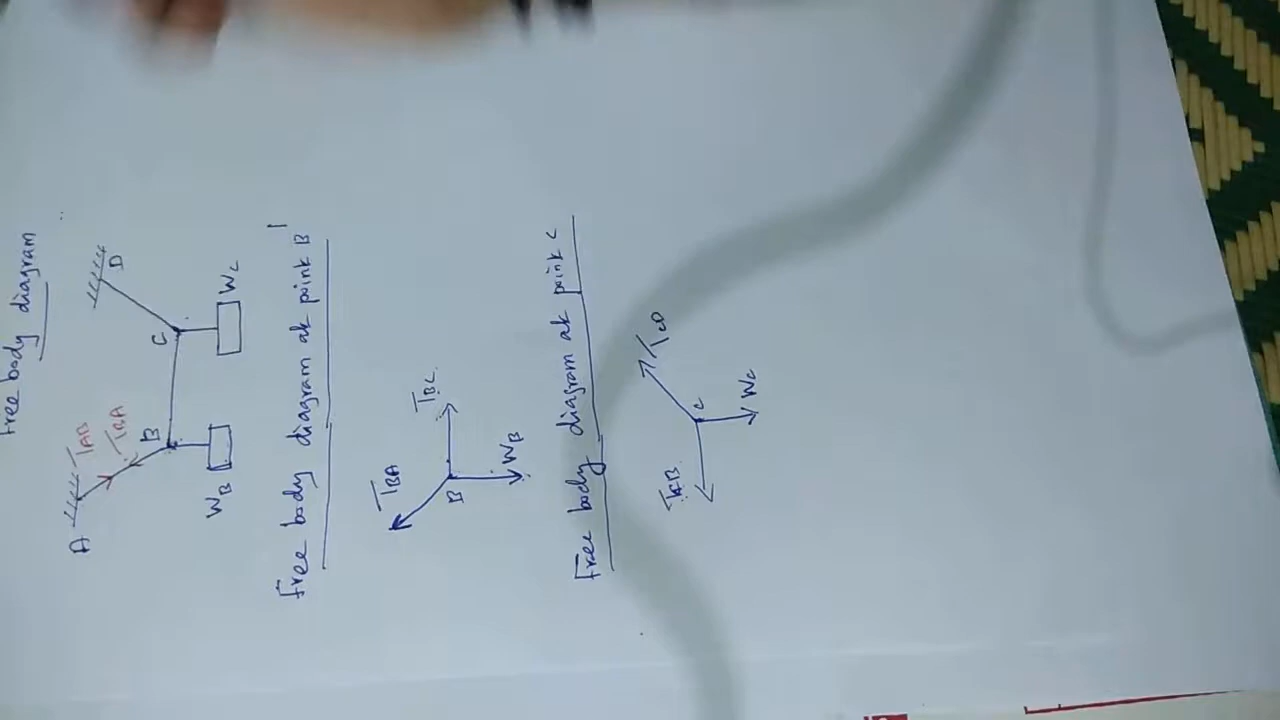 Free body diagram
A
TAB
TBA
B
C
D
WB
WC
Free body diagram at point B
TBA
TBC
B
WB
Free body diagram at point C
TCB
TCD
C
WC